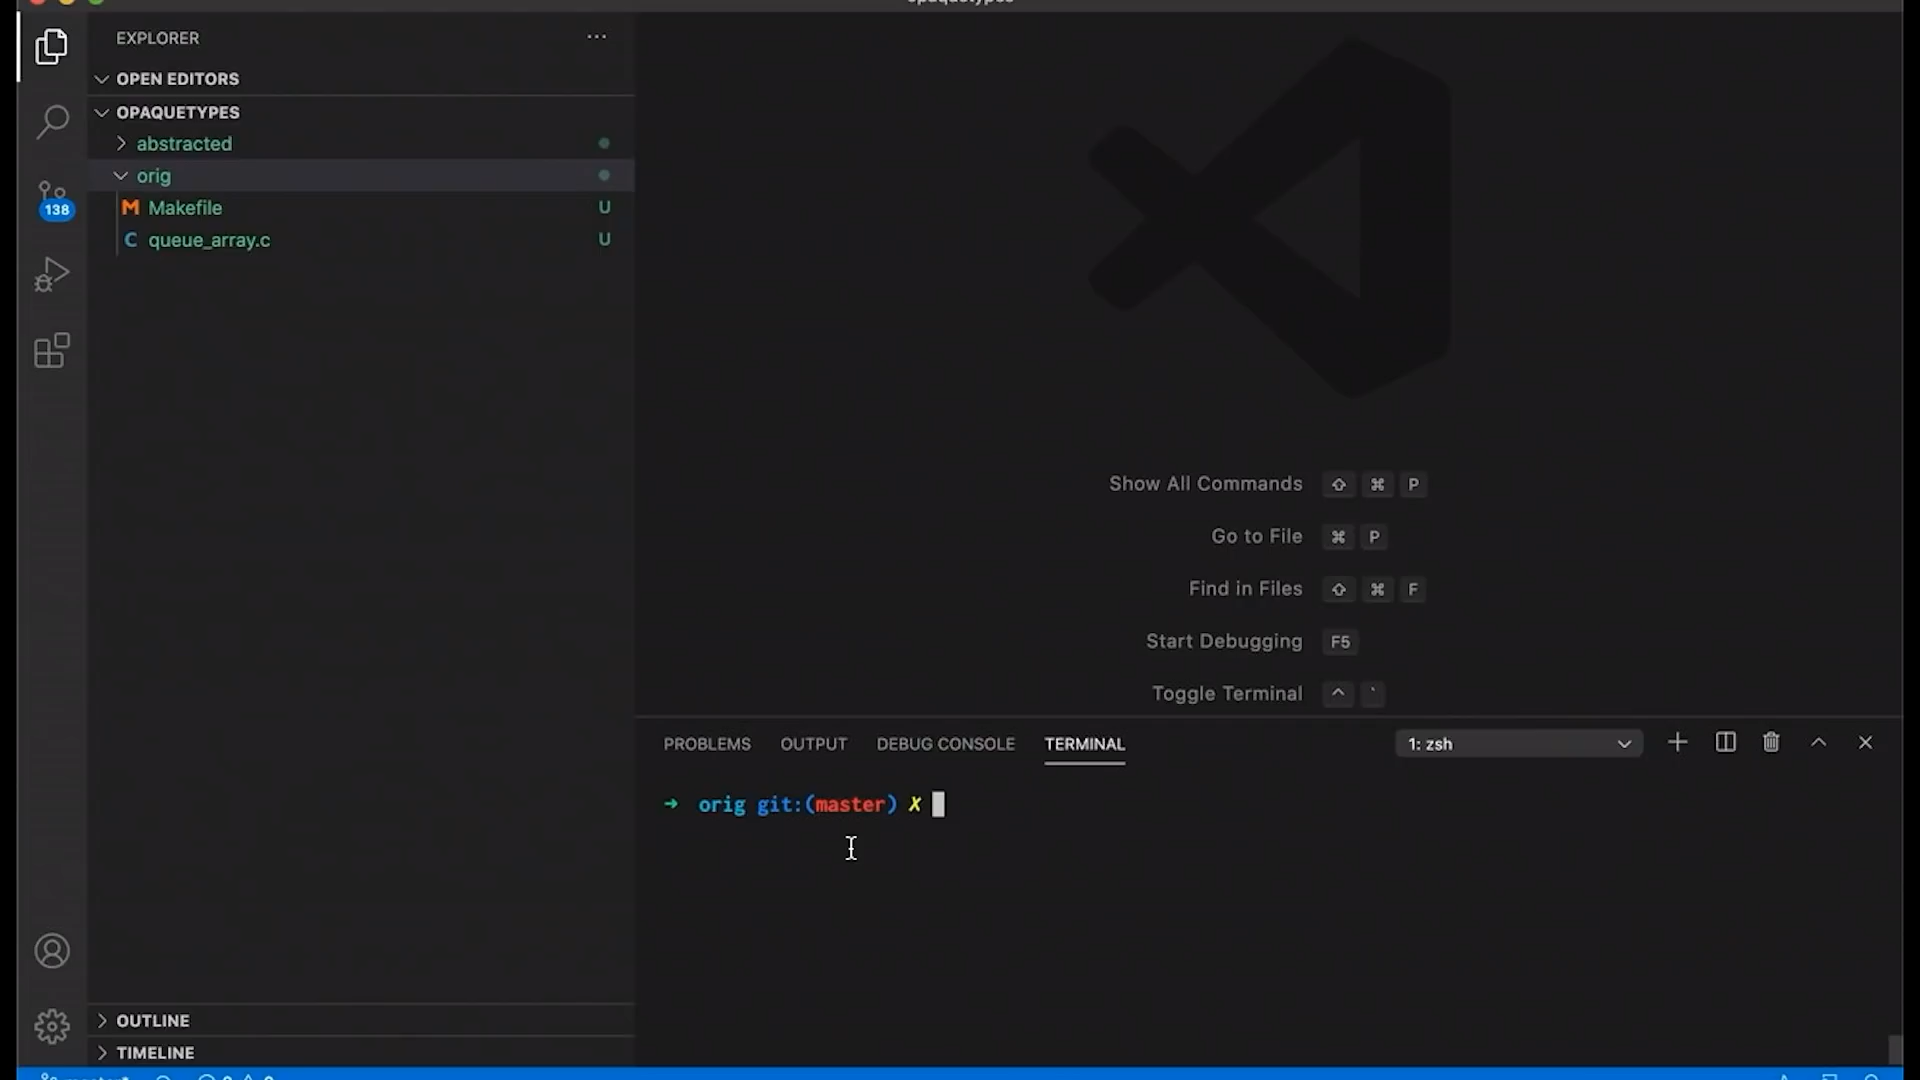 opaquetypes
EXPLORER
OPEN EDITORS
OPAQUETYPES
abstracted
orig
M Makefile U
C queue_array.c U
138
Show All Commands ⇧ ⌘ P
Go to File ⌘ P
Find in Files ⇧ ⌘ F
Start Debugging F5
Toggle Terminal ^ `
PROBLEMS OUTPUT DEBUG CONSOLE TERMINAL 1: zsh
➜ orig git:(master) ✗
OUTLINE
TIMELINE